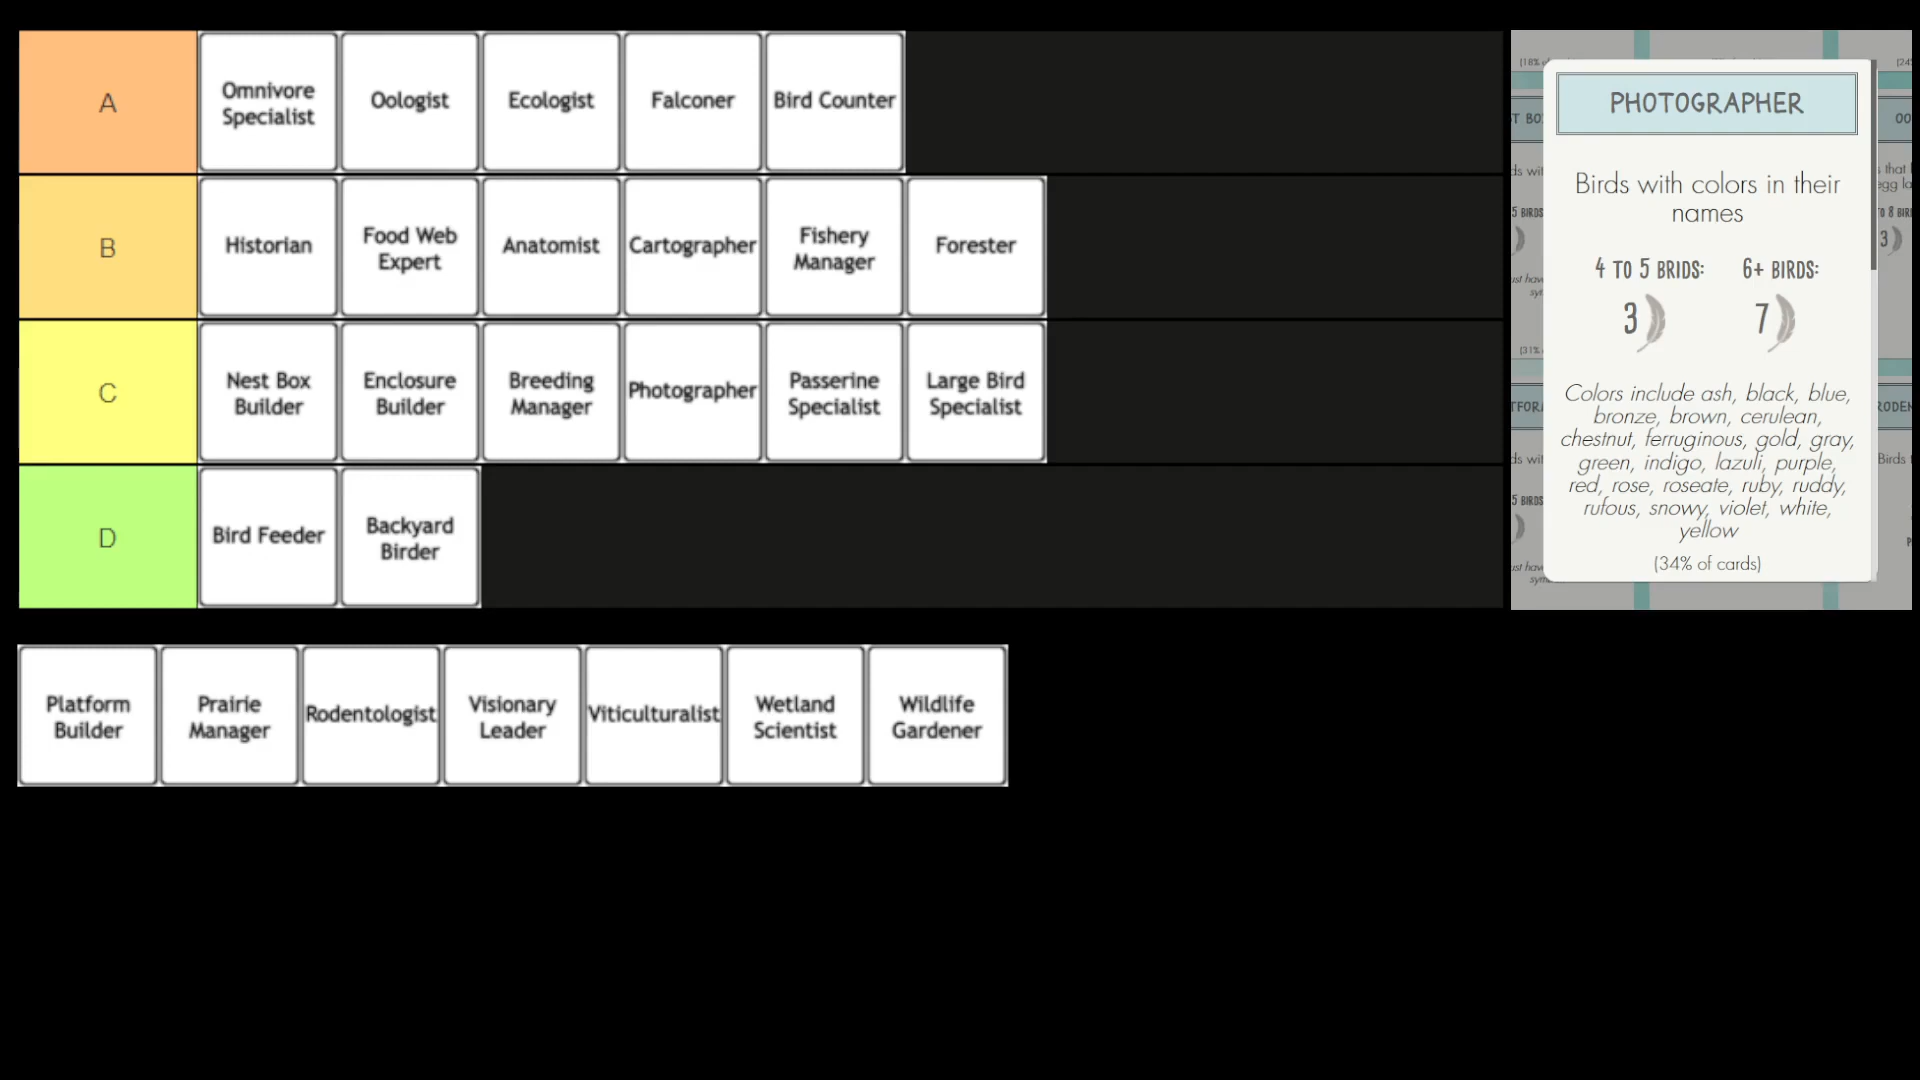 A
Omnivore
Specialist
Oologist
Ecologist
Falconer
Bird Counter
B
Historian
Food Web
Expert
Anatomist
Cartographer
Fishery
Manager
Forester
C
Nest Box
Builder
Enclosure
Builder
Breeding
Manager
Photographer
Passerine
Specialist
Large Bird
Specialist
D
Bird Feeder
Backyard
Birder
Platform
Builder
Prairie
Manager
Rodentologist
Visionary
Leader
Viticulturalist
Wetland
Scientist
Wildlife
Gardener
PHOTOGRAPHER
Birds with colors in their
names
4 TO 5 BRIDS: 6+ BIRDS:
3 7
Colors include ash, black, blue,
bronze, brown, cerulean,
chestnut, ferruginous, gold, gray,
green, indigo, lazuli, purple,
red, rose, roseate, ruby, ruddy,
rufous, snowy, violet, white,
yellow
(34% of cards)